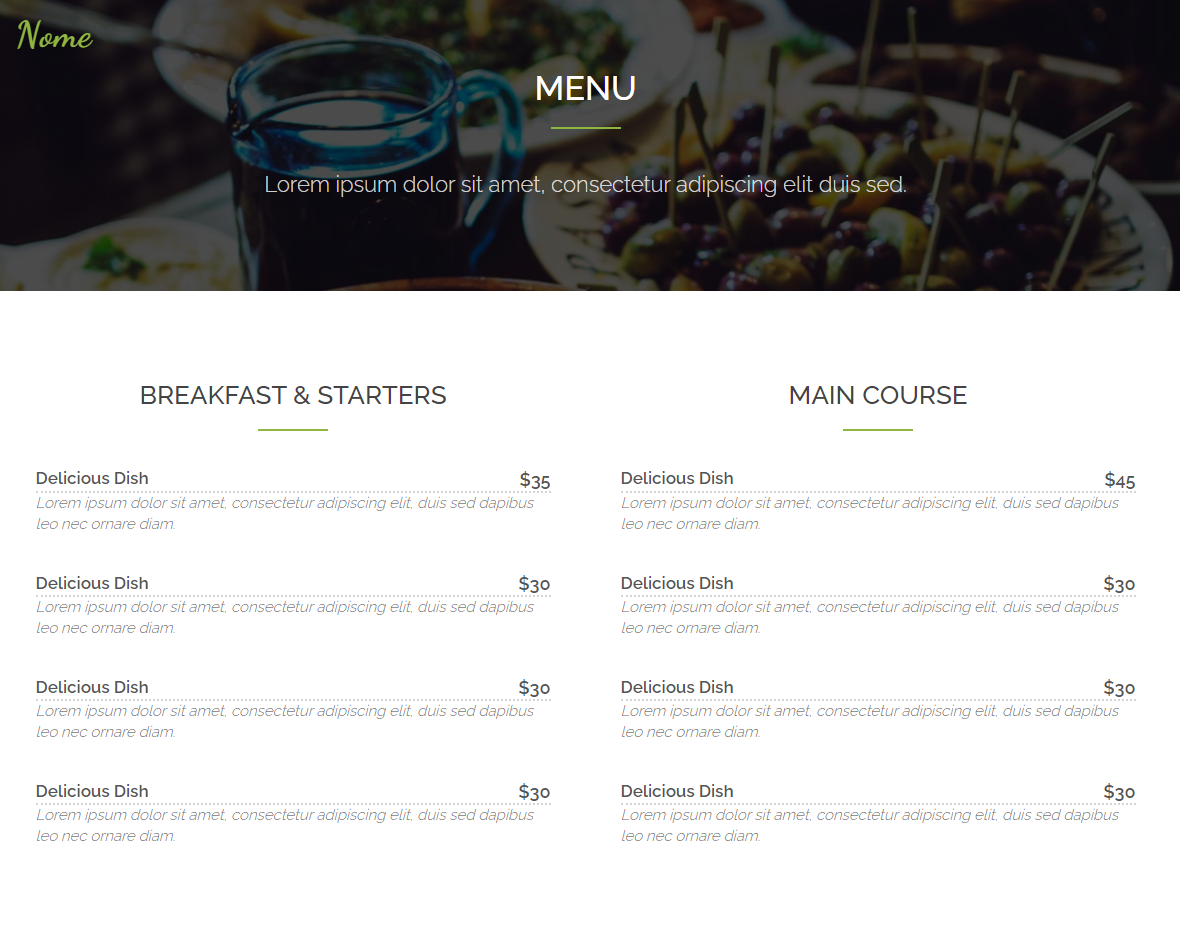 Nome
MENU
Lorem ipsum dolor sit amet, consectetur adipiscing elit duis sed.
BREAKFAST & STARTERS
Delicious Dish $35
Lorem ipsum dolor sit amet, consectetur adipiscing elit, duis sed dapibus
leo nec ornare diam.
Delicious Dish $30
Lorem ipsum dolor sit amet, consectetur adipiscing elit, duis sed dapibus
leo nec ornare diam.
Delicious Dish $30
Lorem ipsum dolor sit amet, consectetur adipiscing elit, duis sed dapibus
leo nec ornare diam.
Delicious Dish $30
Lorem ipsum dolor sit amet, consectetur adipiscing elit, duis sed dapibus
leo nec ornare diam.
MAIN COURSE
Delicious Dish $45
Lorem ipsum dolor sit amet, consectetur adipiscing elit, duis sed dapibus
leo nec ornare diam.
Delicious Dish $30
Lorem ipsum dolor sit amet, consectetur adipiscing elit, duis sed dapibus
leo nec ornare diam.
Delicious Dish $30
Lorem ipsum dolor sit amet, consectetur adipiscing elit, duis sed dapibus
leo nec ornare diam.
Delicious Dish $30
Lorem ipsum dolor sit amet, consectetur adipiscing elit, duis sed dapibus
leo nec ornare diam.